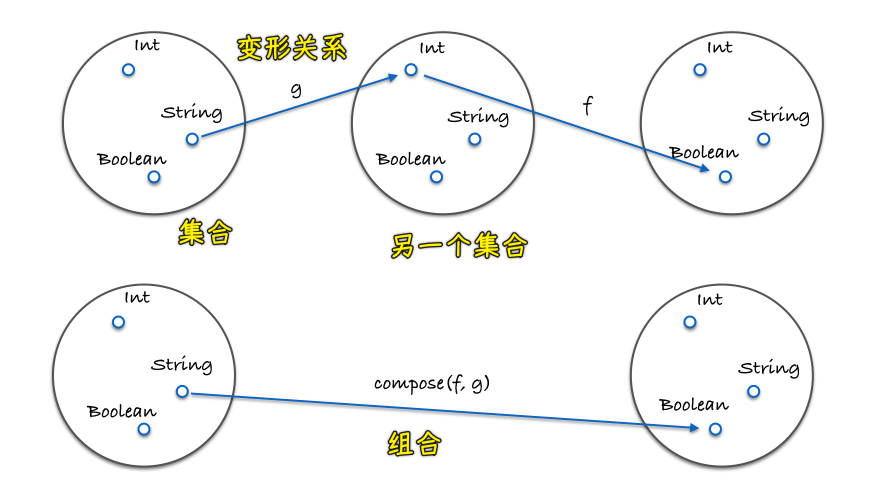 Int
变形关系
Int
Int
g
f
String
String
String
Boolean
Boolean
Boolean
集合
另一个集合
Int
Int
String
String
compose(f, g)
Boolean
Boolean
组合